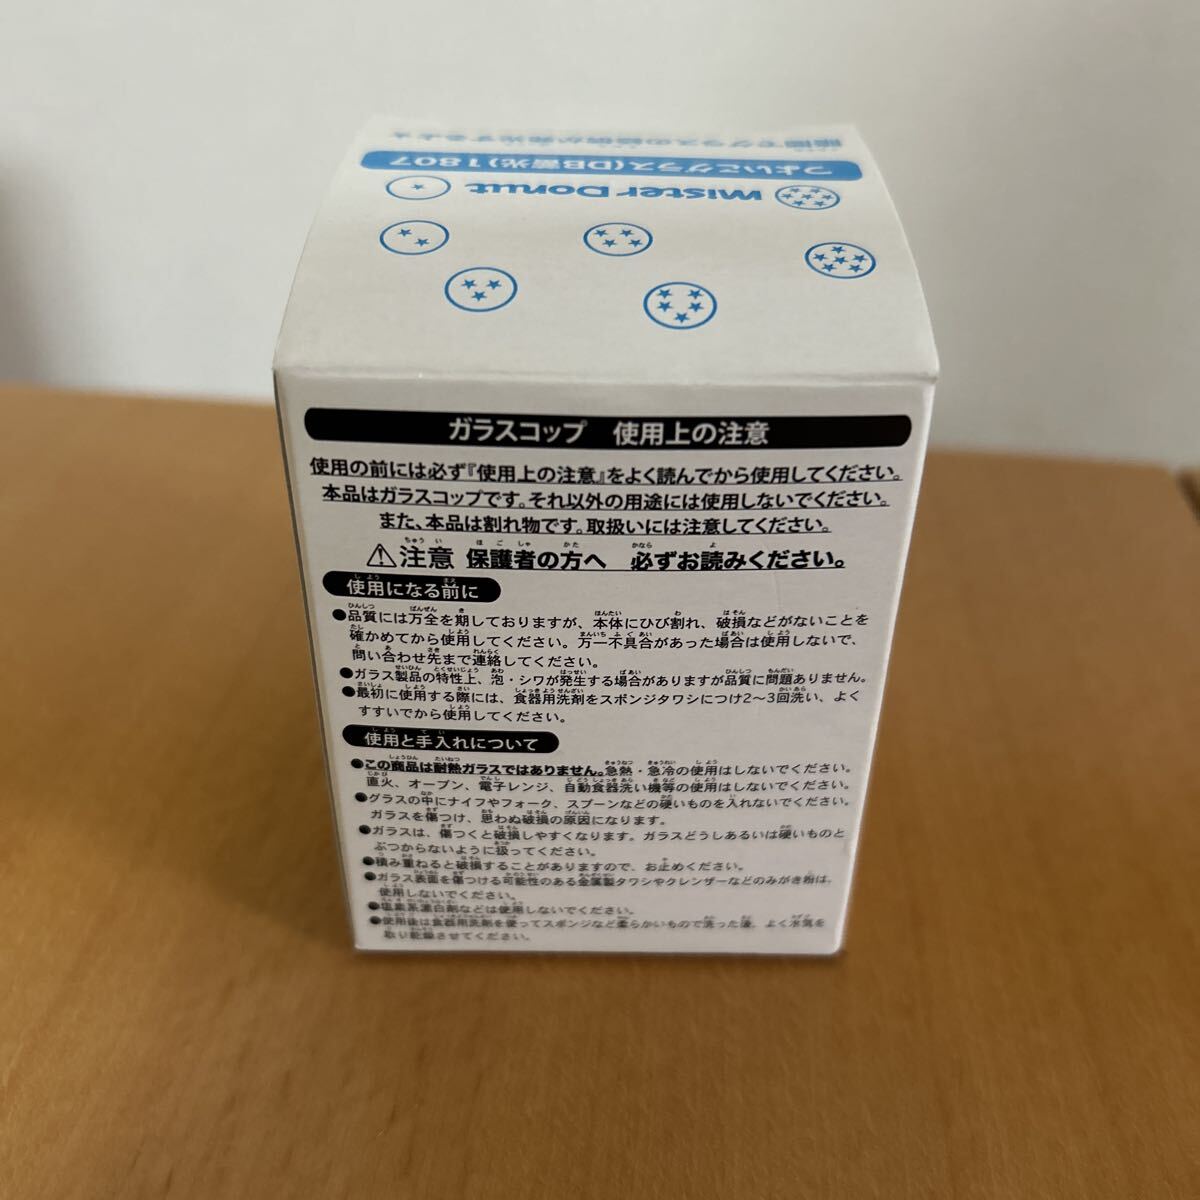 暗闇でグラスの絵柄が発光するよ★
つよいこグラス(DB蓄光)1807
mister Donut
ガラスコップ　使用上の注意
使用の前には必ず『使用上の注意』をよく読んでから使用してください。
本品はガラスコップです。それ以外の用途には使用しないでください。
また、本品は割れ物です。取扱いには注意してください。
⚠注意 保護者の方へ　必ずお読みください。
使用になる前に
●品質には万全を期しておりますが、本体にひび割れ、破損などがないことを
確かめてから使用してください。万一不具合があった場合は使用しないで、
問い合わせ先まで連絡してください。
●ガラス製品の特性上、泡・シワが発生する場合がありますが品質に問題ありません。
●最初に使用する際には、食器用洗剤をスポンジタワシにつけ2〜3回洗い、よく
すすいでから使用してください。
使用と手入れについて
●この商品は耐熱ガラスではありません。急熱・急冷の使用はしないでください。
直火、オーブン、電子レンジ、自動食器洗い機等の使用はしないでください。
●グラスの中にナイフやフォーク、スプーンなどの硬いものを入れないでください。
ガラスを傷つけ、思わぬ破損の原因になります。
●ガラスは、傷つくと破損しやすくなります。ガラスどうしあるいは硬いものと
ぶつからないように扱ってください。
●積み重ねると破損することがありますので、お止めください。
●ガラス表面を傷つける可能性のある金属製タワシやクレンザーなどのみがき粉は、
使用しないでください。
●塩素系漂白剤などは使用しないでください。
●使用後は食器用洗剤を使ってスポンジなど柔らかいもので洗った後、よく水気を
取り乾燥させてください。